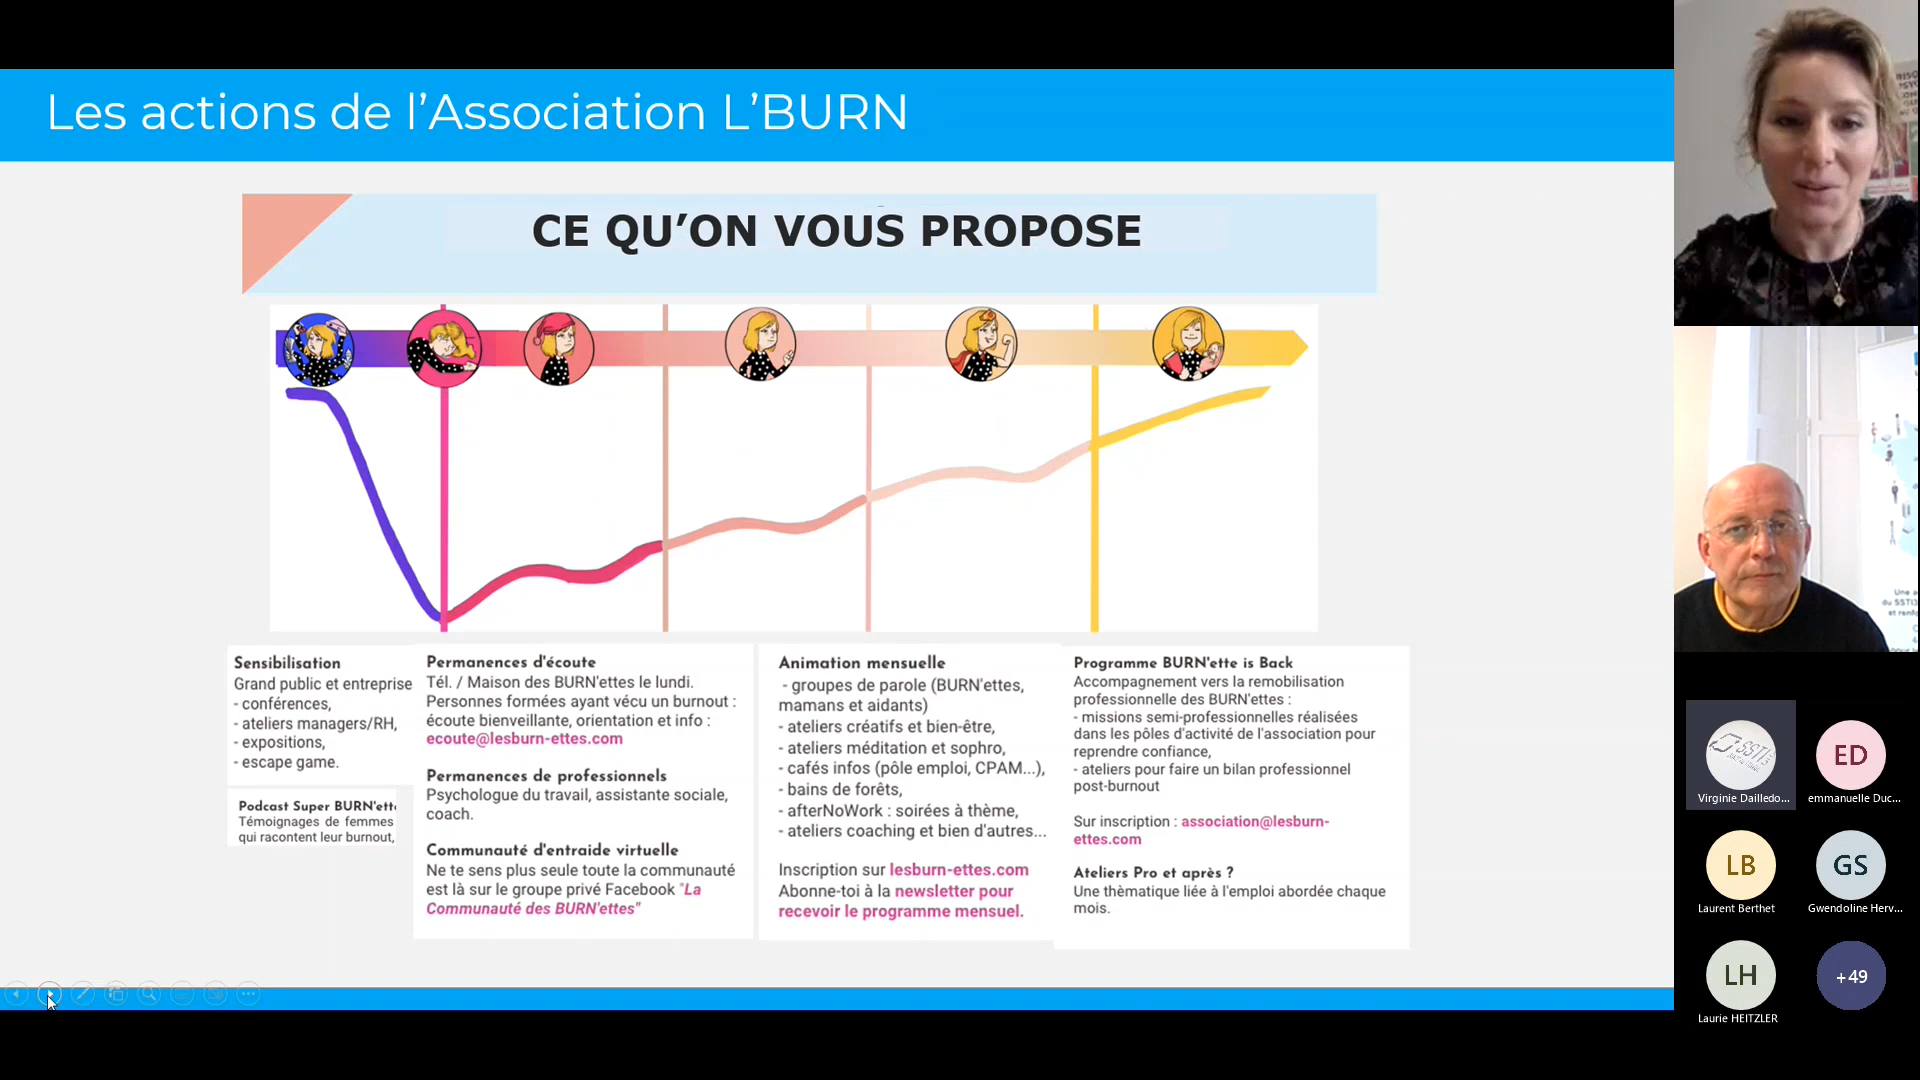 Les actions de l'Association L'BURN
CE QU'ON VOUS PROPOSE
Sensibilisation
Grand public et entreprise
- conférences,
- ateliers managers/RH,
- expositions,
- escape game.
Podcast Super BURN'ette
Témoignages de femmes
qui racontent leur burnout,
Permanences d'écoute
Tél. / Maison des BURN'ettes le lundi.
Personnes formées ayant vécu un burnout :
écoute bienveillante, orientation et info :
ecoute@lesburn-ettes.com
Permanences de professionnels
Psychologue du travail, assistante sociale,
coach.
Communauté d'entraide virtuelle
Ne te sens plus seule toute la communauté
est là sur le groupe privé Facebook "La
Communauté des BURN'ettes"
Animation mensuelle
- groupes de parole (BURN'ettes,
mamans et aidants)
- ateliers créatifs et bien-être,
- ateliers méditation et sophro,
- cafés infos (pôle emploi, CPAM...),
- bains de forêts,
- afterNoWork : soirées à thème,
- ateliers coaching et bien d'autres...
Inscription sur lesburn-ettes.com
Abonne-toi à la newsletter pour
recevoir le programme mensuel.
Programme BURN'ette is Back
Accompagnement vers la remobilisation
professionnelle des BURN'ettes :
- missions semi-professionnelles réalisées
dans les pôles d'activité de l'association pour
reprendre confiance,
- ateliers pour faire un bilan professionnel
post-burnout
Sur inscription : association@lesburn-
ettes.com
Ateliers Pro et après ?
Une thèmatique liée à l'emploi abordée chaque
mois.
Une a
du SSTI3
et renfo
Virginie Dailledo...
ED
emmanuelle Duc...
LB
Laurent Berthet
GS
Gwendoline Herv...
LH
Laurie HEITZLER
+49